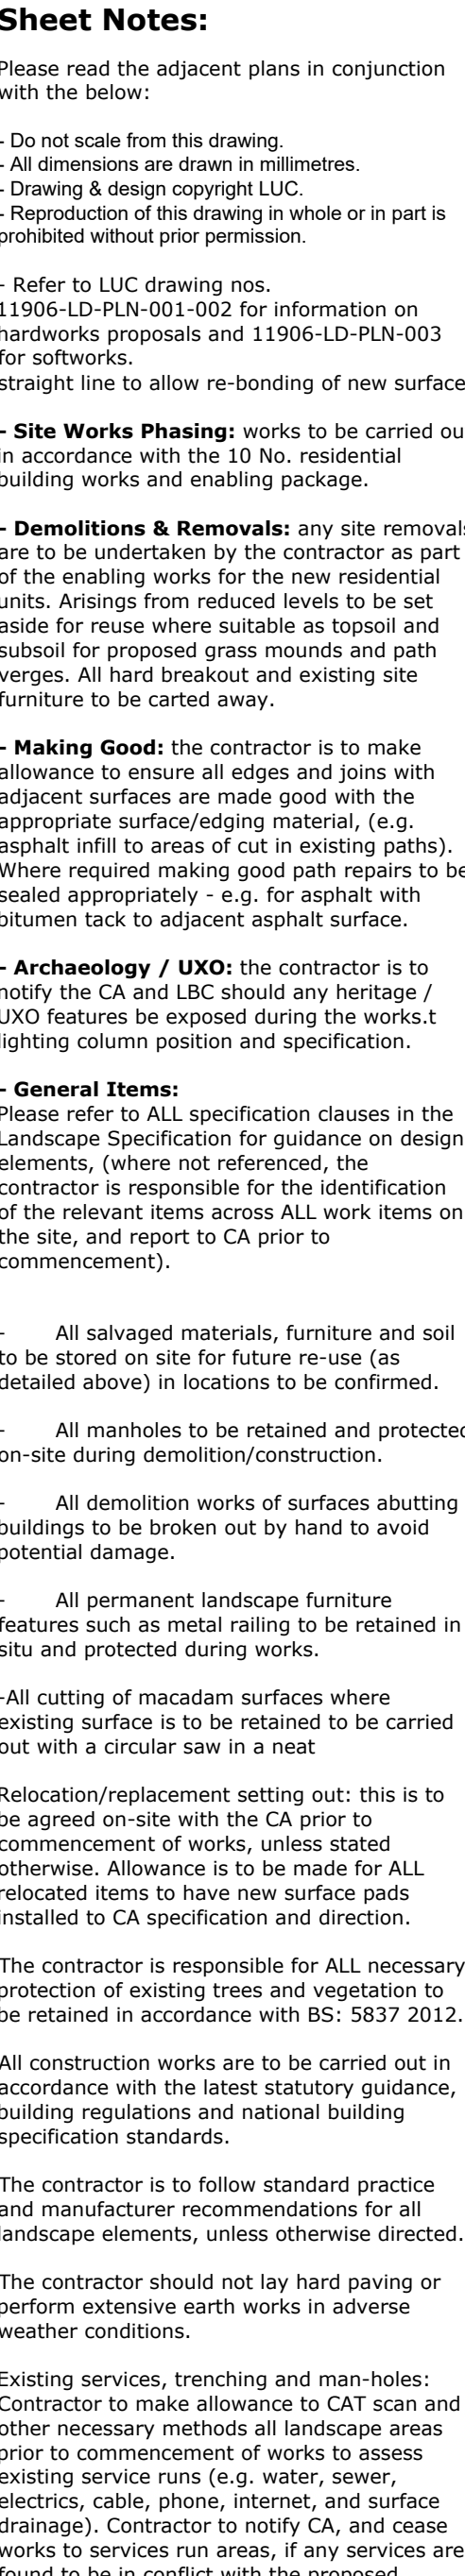 Sheet Notes:
Please read the adjacent plans in conjunction
with the below:
- Do not scale from this drawing.
- All dimensions are drawn in millimetres.
- Drawing & design copyright LUC.
- Reproduction of this drawing in whole or in part is
prohibited without prior permission.
- Refer to LUC drawing nos.
11906-LD-PLN-001-002 for information on
hardworks proposals and 11906-LD-PLN-003
for softworks.
straight line to allow re-bonding of new surface
- Site Works Phasing: works to be carried ou
in accordance with the 10 No. residential
building works and enabling package.
- Demolitions & Removals: any site removals
are to be undertaken by the contractor as part
of the enabling works for the new residential
units. Arisings from reduced levels to be set
aside for reuse where suitable as topsoil and
subsoil for proposed grass mounds and path
verges. All hard breakout and existing site
furniture to be carted away.
- Making Good: the contractor is to make
allowance to ensure all edges and joins with
adjacent surfaces are made good with the
appropriate surface/edging material, (e.g.
asphalt infill to areas of cut in existing paths).
Where required making good path repairs to be
sealed appropriately - e.g. for asphalt with
bitumen tack to adjacent asphalt surface.
- Archaeology / UXO: the contractor is to
notify the CA and LBC should any heritage /
UXO features be exposed during the works.t
lighting column position and specification.
- General Items:
Please refer to ALL specification clauses in the
Landscape Specification for guidance on design
elements, (where not referenced, the
contractor is responsible for the identification
of the relevant items across ALL work items on
the site, and report to CA prior to
commencement).
- All salvaged materials, furniture and soil
to be stored on site for future re-use (as
detailed above) in locations to be confirmed.
- All manholes to be retained and protected
on-site during demolition/construction.
- All demolition works of surfaces abutting
buildings to be broken out by hand to avoid
potential damage.
- All permanent landscape furniture
features such as metal railing to be retained in
situ and protected during works.
-All cutting of macadam surfaces where
existing surface is to be retained to be carried
out with a circular saw in a neat
Relocation/replacement setting out: this is to
be agreed on-site with the CA prior to
commencement of works, unless stated
otherwise. Allowance is to be made for ALL
relocated items to have new surface pads
installed to CA specification and direction.
The contractor is responsible for ALL necessary
protection of existing trees and vegetation to
be retained in accordance with BS: 5837 2012.
All construction works are to be carried out in
accordance with the latest statutory guidance,
building regulations and national building
specification standards.
The contractor is to follow standard practice
and manufacturer recommendations for all
landscape elements, unless otherwise directed.
The contractor should not lay hard paving or
perform extensive earth works in adverse
weather conditions.
Existing services, trenching and man-holes:
Contractor to make allowance to CAT scan and
other necessary methods all landscape areas
prior to commencement of works to assess
existing service runs (e.g. water, sewer,
electrics, cable, phone, internet, and surface
drainage). Contractor to notify CA, and cease
works to services run areas, if any services are
found to be in conflict with the proposed